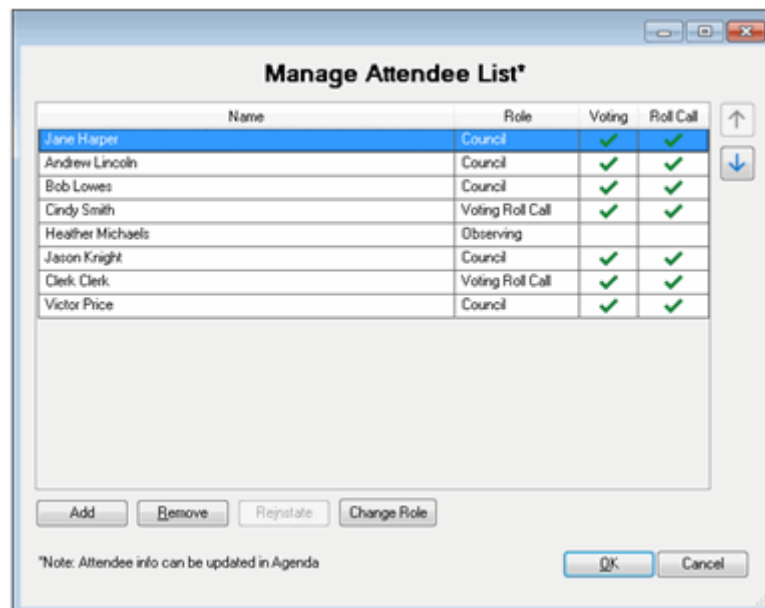 Manage Attendee List*
Name Role Voting Roll Call
Jane Harper Council
Andrew Lincoln Council
Bob Lowes Council
Cindy Smith Voting Roll Call
Heather Michaels Observing
Jason Knight Council
Clerk Clerk Voting Roll Call
Victor Price Council
Add Remove Reinstate Change Role
*Note: Attendee info can be updated in Agenda
OK Cancel